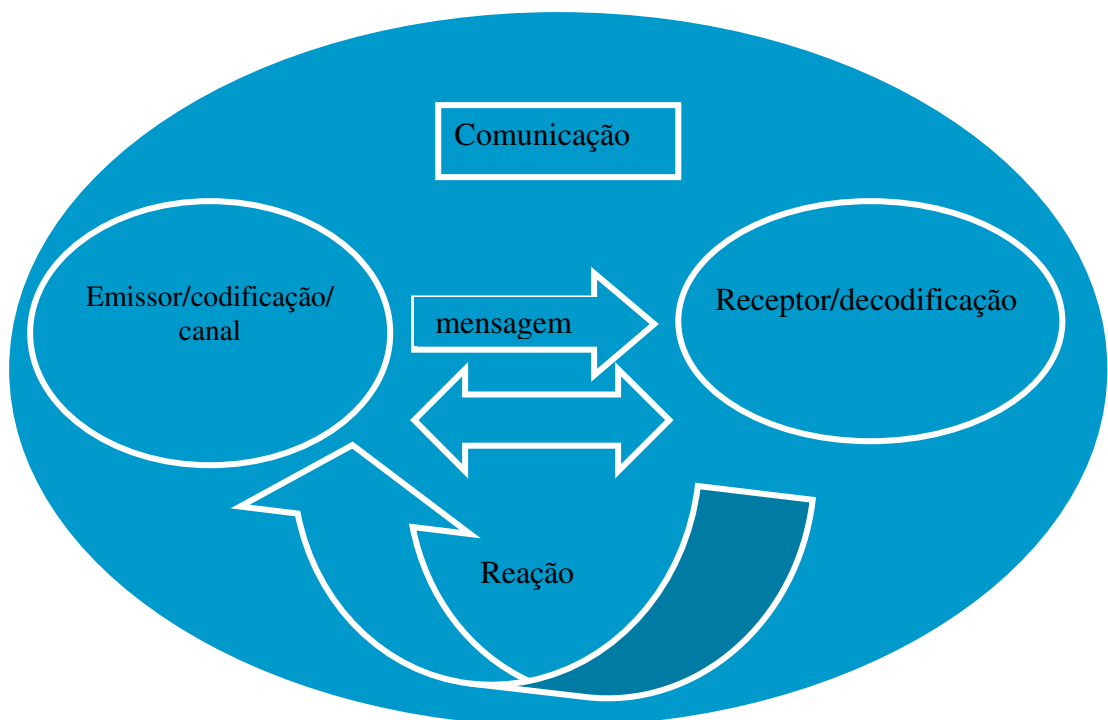 Comunicação
Emissor/codificação/
canal
mensagem
Receptor/decodificação
Reação